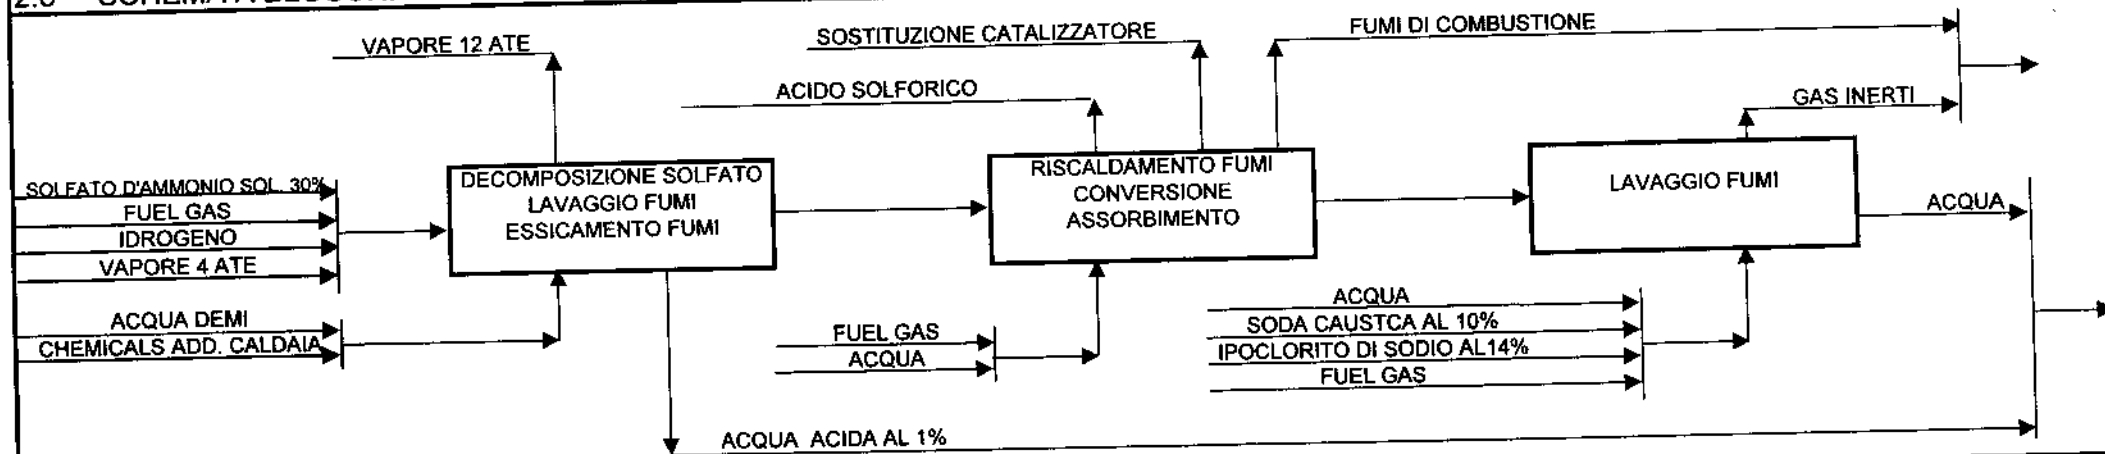 2.0
VAPORE 12 ATE
SOSTITUZIONE CATALIZZATORE
FUMI DI COMBUSTIONE
ACIDO SOLFORICO
GAS INERTI
SOLFATO D'AMMONIO SOL. 30%
FUEL GAS
IDROGENO
VAPORE 4 ATE
DECOMPOSIZIONE SOLFATO
LAVAGGIO FUMI
ESSICAMENTO FUMI
RISCALDAMENTO FUMI
CONVERSIONE
ASSORBIMENTO
LAVAGGIO FUMI
ACQUA
ACQUA DEMI
CHEMICALS ADD. CALDAIA
FUEL GAS
ACQUA
ACQUA
SODA CAUSTCA AL 10%
IPOCLORITO DI SODIO AL14%
FUEL GAS
ACQUA ACIDA AL 1%